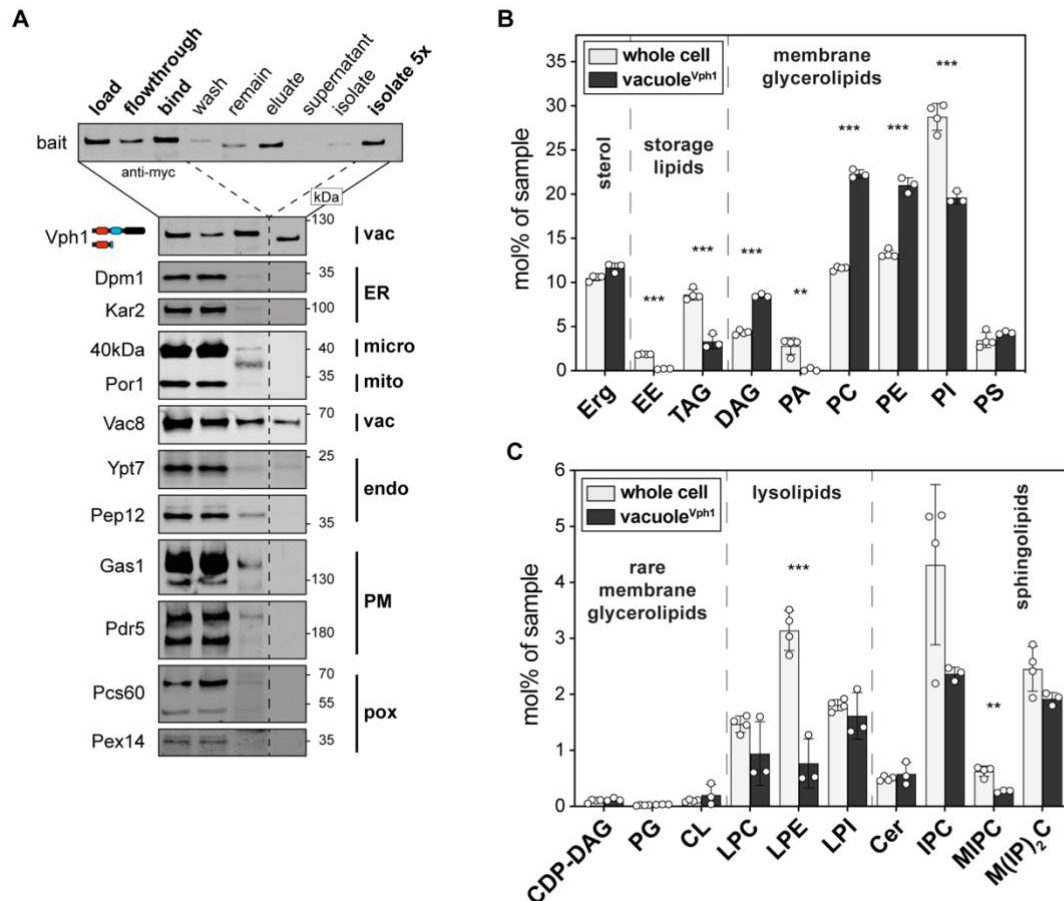 A
load
flowthrough
bind
wash
remain
eluate
supernatant
isolate
isolate 5x
bait
anti-myc
kDa
Vph1
130
vac
Dpm1
35
ER
Kar2
100
40kDa
40
micro
Por1
35
mito
Vac8
70
vac
Ypt7
25
endo
Pep12
35
Gas1
130
PM
Pdr5
180
Pcs60
70
55
pox
Pex14
35
B
whole cell
vacuole^Vph1
membrane
glycerolipids
sterol
storage
lipids
mol% of sample
40
30
25
20
15
10
5
0
***
***
***
**
***
***
***
Erg
EE
TAG
DAG
PA
PC
PE
PI
PS
C
whole cell
vacuole^Vph1
lysolipids
sphingolipids
rare
membrane
glycerolipids
mol% of sample
6
5
4
3
2
1
0
***
**
CDP-DAG
PG
CL
LPC
LPE
LPI
Cer
IPC
MIPC
M(IP)₂C